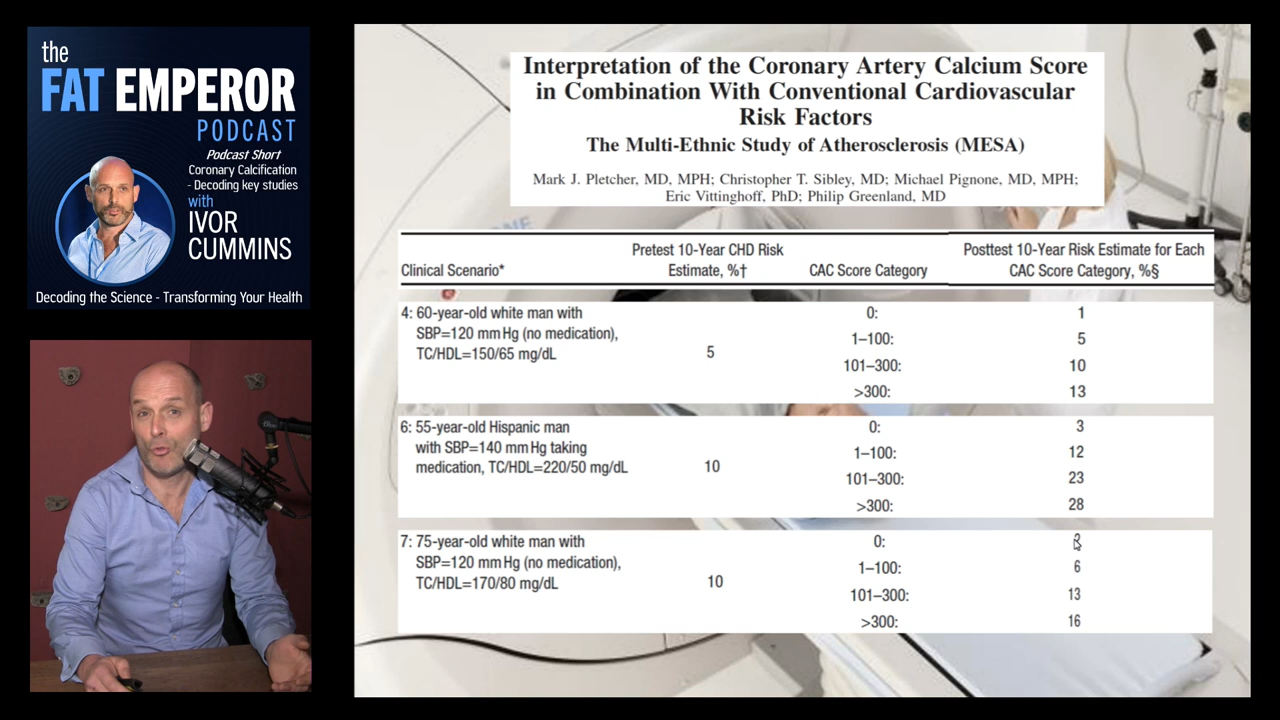 the
FAT EMPEROR
PODCAST
Podcast Short
Coronary Calcification
- Decoding key studies
with
IVOR
CUMMINS
Decoding the Science - Transforming Your Health
Interpretation of the Coronary Artery Calcium Score
in Combination With Conventional Cardiovascular
Risk Factors
The Multi-Ethnic Study of Atherosclerosis (MESA)
Mark J. Pletcher, MD, MPH; Christopher T. Sibley, MD; Michael Pignone, MD, MPH;
Eric Vittinghoff, PhD; Philip Greenland, MD
Pretest 10-Year CHD Risk Posttest 10-Year Risk Estimate for Each
Clinical Scenario* Estimate, %† CAC Score Category CAC Score Category, %§
4: 60-year-old white man with 0: 1
SBP=120 mm Hg (no medication), 1–100: 5
TC/HDL=150/65 mg/dL 5 101–300: 10
>300: 13
6: 55-year-old Hispanic man 0: 3
with SBP=140 mm Hg taking 1–100: 12
medication, TC/HDL=220/50 mg/dL 10 101–300: 23
>300: 28
7: 75-year-old white man with 0:
SBP=120 mm Hg (no medication), 1–100: 6
TC/HDL=170/80 mg/dL 10 101–300: 13
>300: 16